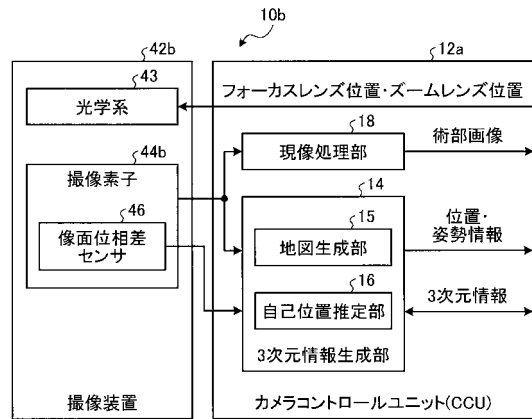 10b
42b
12a
43
光学系
フォーカスレンズ位置・ズームレンズ位置
44b
撮像素子
46
像面位相差
センサ
18
現像処理部
術部画像
14
15
地図生成部
位置・
姿勢情報
16
自己位置推定部
3次元情報
3次元情報生成部
撮像装置
カメラコントロールユニット(CCU)